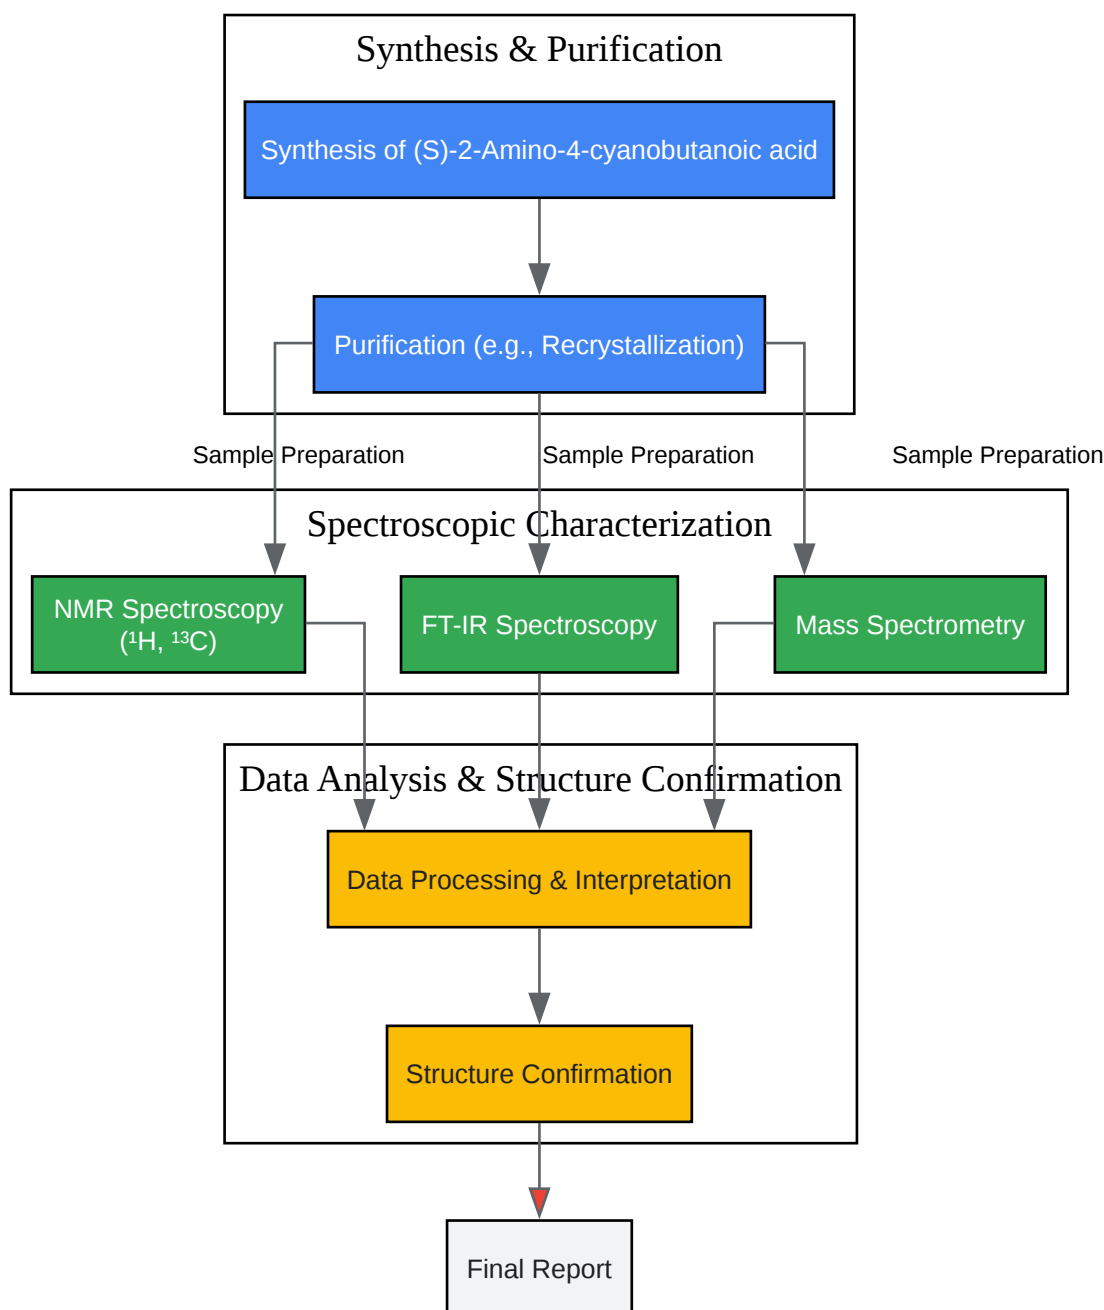 Synthesis & Purification
Synthesis of (S)-2-Amino-4-cyanobutanoic acid
Purification (e.g., Recrystallization)
Sample Preparation
Sample Preparation
Sample Preparation
Spectroscopic Characterization
NMR Spectroscopy
(¹H, ¹³C)
FT-IR Spectroscopy
Mass Spectrometry
Data Analysis & Structure Confirmation
Data Processing & Interpretation
Structure Confirmation
Final Report